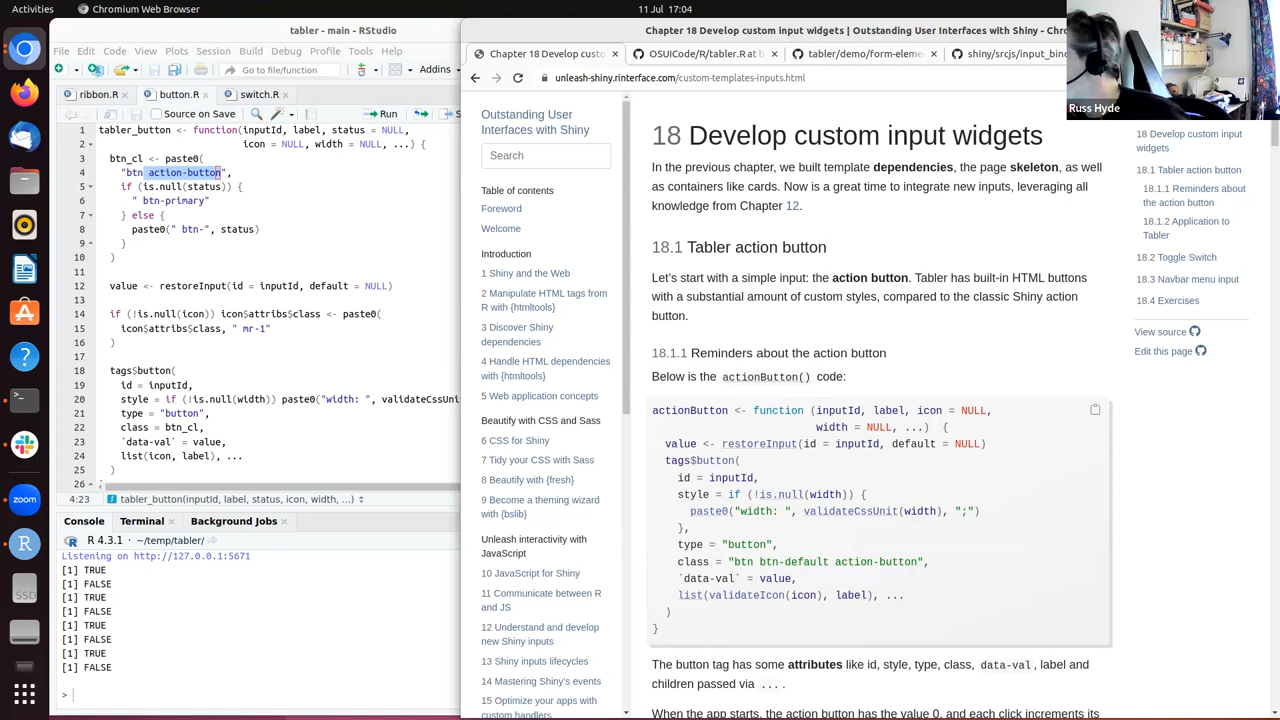 Activities
Chromium Web Browser
11 Jul 17:04
tabler - main - RStudio
File Edit Code View Plots Session Build Debug Profile Tools Help
Go to file/function
Addins
ribbon.R
button.R
switch.R
Source on Save
Run
1 tabler_button <- function(inputId, label, status = NULL,
2 icon = NULL, width = NULL, ...) {
3 btn_cl <- paste0(
4 "btn action-button",
5 if (is.null(status)) {
6 " btn-primary"
7 } else {
8 paste0(" btn-", status)
9 }
10 )
11
12 value <- restoreInput(id = inputId, default = NULL)
13
14 if (!is.null(icon)) icon$attribs$class <- paste0(
15 icon$attribs$class, " mr-1"
16 )
17
18 tags$button(
19 id = inputId,
20 style = if (!is.null(width)) paste0("width: ", validateCssUnit
21 type = "button",
22 class = btn_cl,
23 `data-val` = value,
24 list(icon, label), ...
25 )
26 }
4:23
tabler_button(inputId, label, status, icon, width, ...)
Console
Terminal
Background Jobs
R 4.3.1 · ~/temp/tabler/
Listening on http://127.0.0.1:5671
[1] TRUE
[1] FALSE
[1] TRUE
[1] FALSE
[1] TRUE
[1] FALSE
[1] TRUE
[1] FALSE
>
Chapter 18 Develop custom input widgets | Outstanding User Interfaces with Shiny - Chro
Chapter 18 Develop custo
OSUICode/R/tabler.R at b
tabler/demo/form-eleme
shiny/srcjs/input_bind
unleash-shiny.rinterface.com/custom-templates-inputs.html
Russ Hyde
Outstanding User
Interfaces with Shiny
Search
Table of contents
Foreword
Welcome
Introduction
1 Shiny and the Web
2 Manipulate HTML tags from
R with {htmltools}
3 Discover Shiny
dependencies
4 Handle HTML dependencies
with {htmltools}
5 Web application concepts
Beautify with CSS and Sass
6 CSS for Shiny
7 Tidy your CSS with Sass
8 Beautify with {fresh}
9 Become a theming wizard
with {bslib}
Unleash interactivity with
JavaScript
10 JavaScript for Shiny
11 Communicate between R
and JS
12 Understand and develop
new Shiny inputs
13 Shiny inputs lifecycles
14 Mastering Shiny's events
15 Optimize your apps with
custom handlers
18 Develop custom input widgets
In the previous chapter, we built template dependencies, the page skeleton, as well
as containers like cards. Now is a great time to integrate new inputs, leveraging all
knowledge from Chapter 12.
18.1 Tabler action button
Let's start with a simple input: the action button. Tabler has built-in HTML buttons
with a substantial amount of custom styles, compared to the classic Shiny action
button.
18.1.1 Reminders about the action button
Below is the actionButton() code:
actionButton <- function (inputId, label, icon = NULL,
width = NULL, ...) {
value <- restoreInput(id = inputId, default = NULL)
tags$button(
id = inputId,
style = if (!is.null(width)) {
paste0("width: ", validateCssUnit(width), ";")
},
type = "button",
class = "btn btn-default action-button",
`data-val` = value,
list(validateIcon(icon), label), ...
)
}
The button tag has some attributes like id, style, type, class, data-val, label and
children passed via ... .
When the app starts, the action button has the value 0, and each click increments its
18 Develop custom input
widgets
18.1 Tabler action button
18.1.1 Reminders about
the action button
18.1.2 Application to
Tabler
18.2 Toggle Switch
18.3 Navbar menu input
18.4 Exercises
View source
Edit this page
SSD
zoom
R